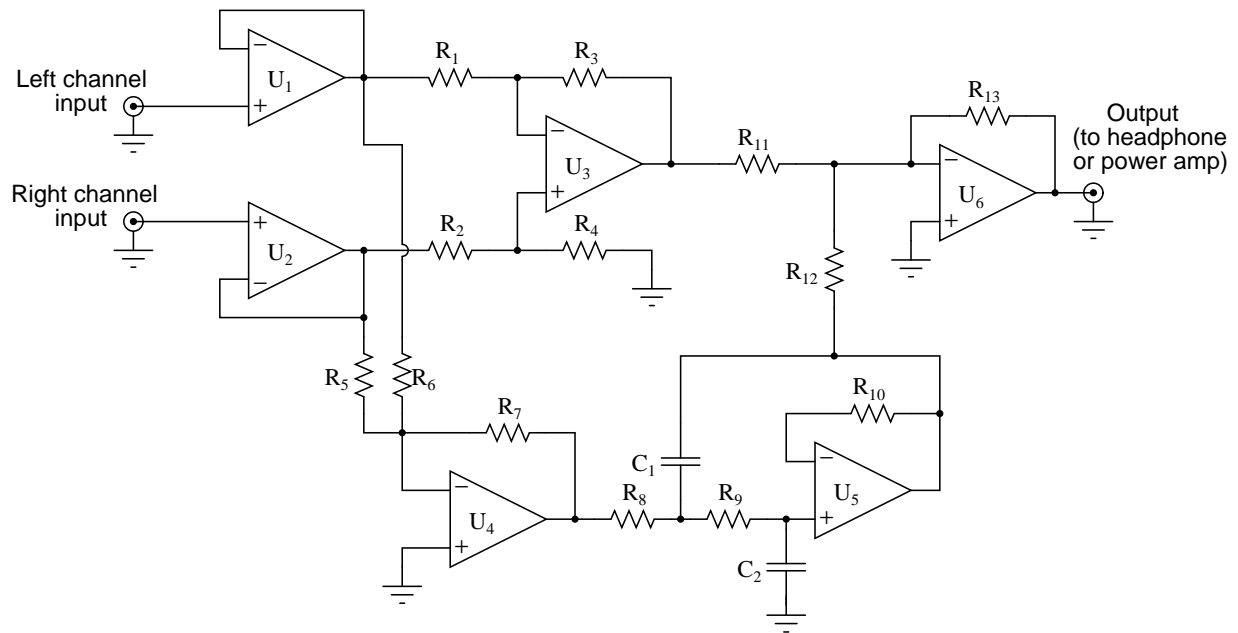 Left channel
input
Right channel
input
−
U₁
+
R₁
R₃
−
U₃
+
R₁₁
R₁₃
−
U₆
+
Output
(to headphone
or power amp)
+
U₂
−
R₂
R₄
R₁₂
R₅
R₆
R₇
R₁₀
−
U₄
+
R₈
C₁
R₉
−
U₅
+
C₂